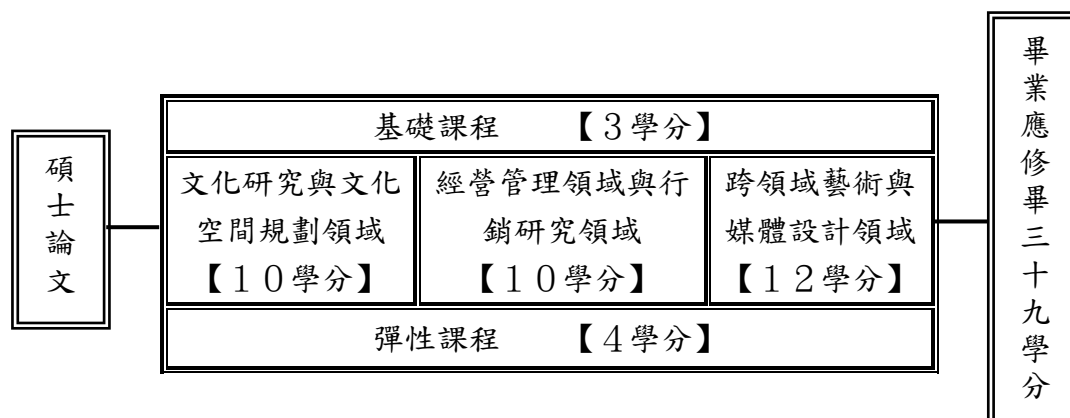 碩士論文
基礎課程 【3學分】
文化研究與文化
空間規劃領域
【10學分】
經營管理領域與行
銷研究領域
【10學分】
跨領域藝術與
媒體設計領域
【12學分】
彈性課程 【4學分】
畢業應修畢三十九學分